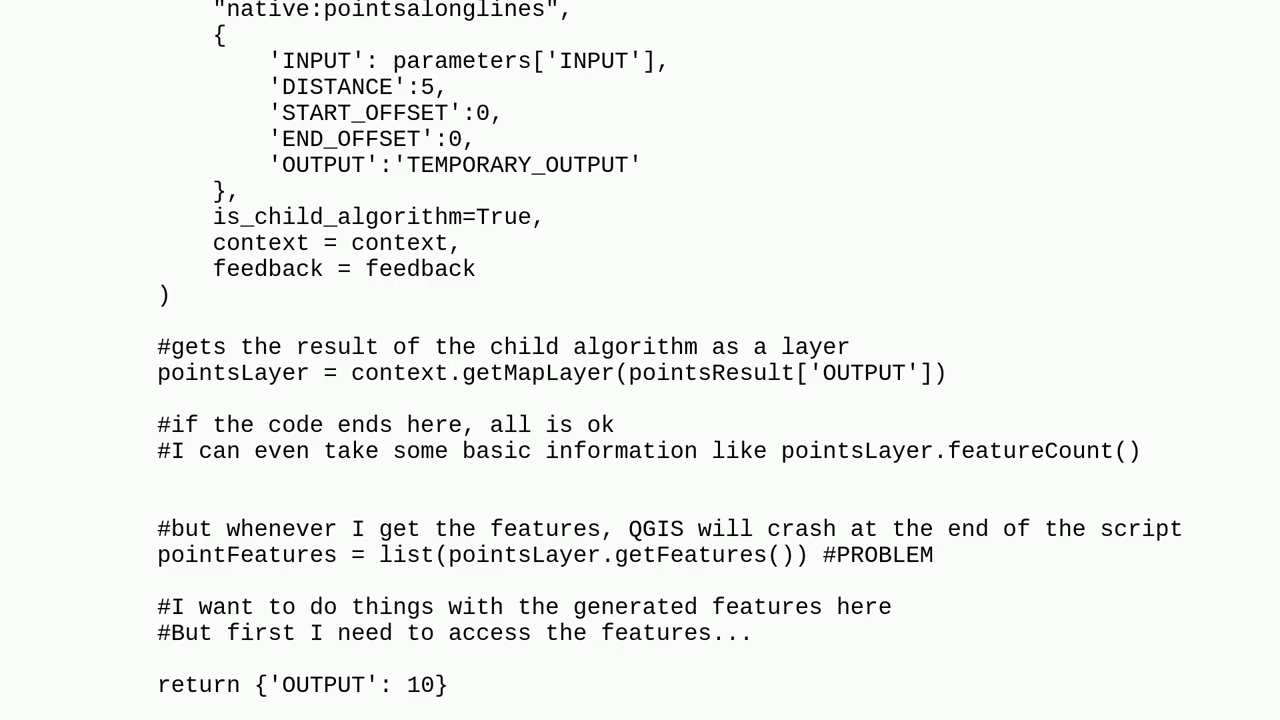 "native:pointsalonglines",
{
'INPUT': parameters['INPUT'],
'DISTANCE':5,
'START_OFFSET':0,
'END_OFFSET':0,
'OUTPUT':'TEMPORARY_OUTPUT'
},
is_child_algorithm=True,
context = context,
feedback = feedback
)
#gets the result of the child algorithm as a layer
pointsLayer = context.getMapLayer(pointsResult['OUTPUT'])
#if the code ends here, all is ok
#I can even take some basic information like pointsLayer.featureCount()
#but whenever I get the features, QGIS will crash at the end of the script
pointFeatures = list(pointsLayer.getFeatures()) #PROBLEM
#I want to do things with the generated features here
#But first I need to access the features...
return {'OUTPUT': 10}